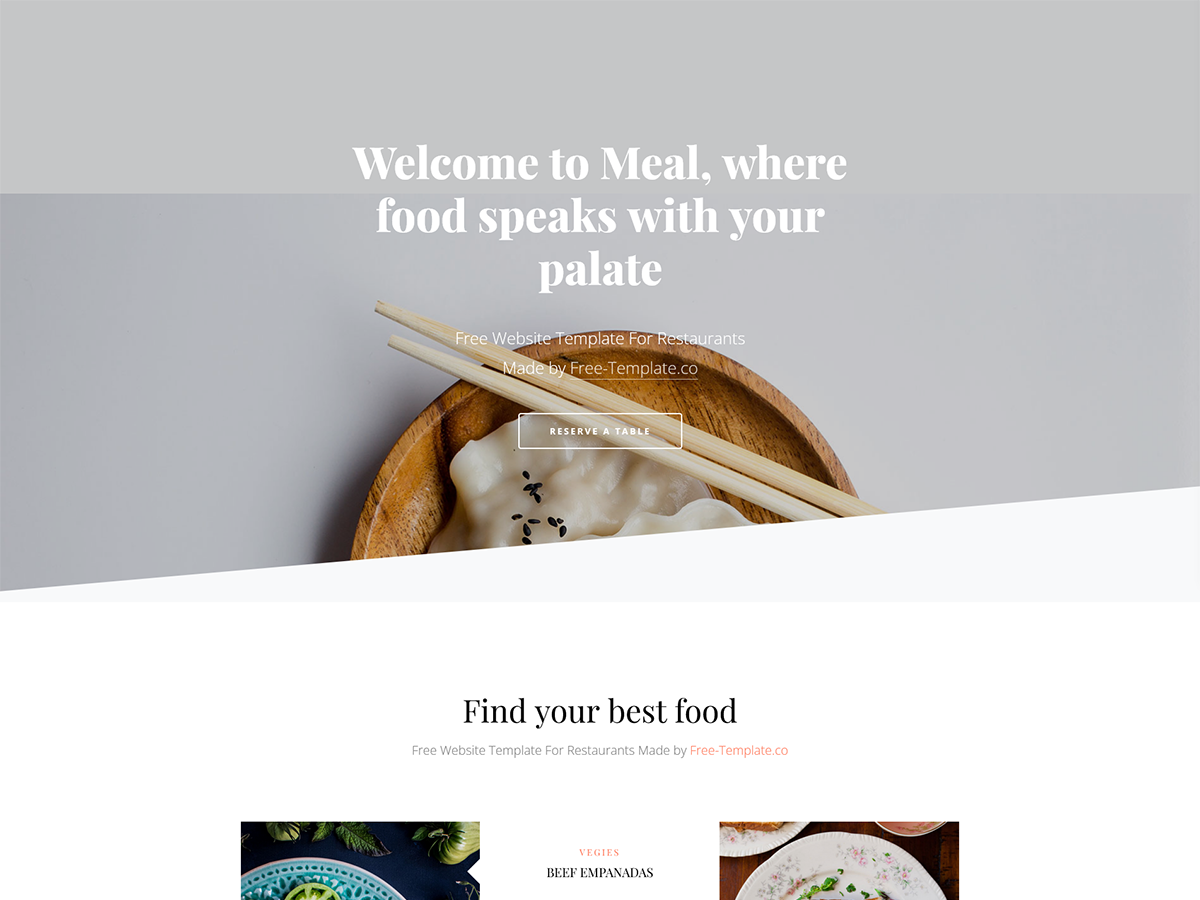 Welcome to Meal, where
food speaks with your
palate
Free Website Template For Restaurants
Made by Free-Template.co
RESERVE A TABLE
Find your best food
Free Website Template For Restaurants Made by Free-Template.co
VEGIES
BEEF EMPANADAS